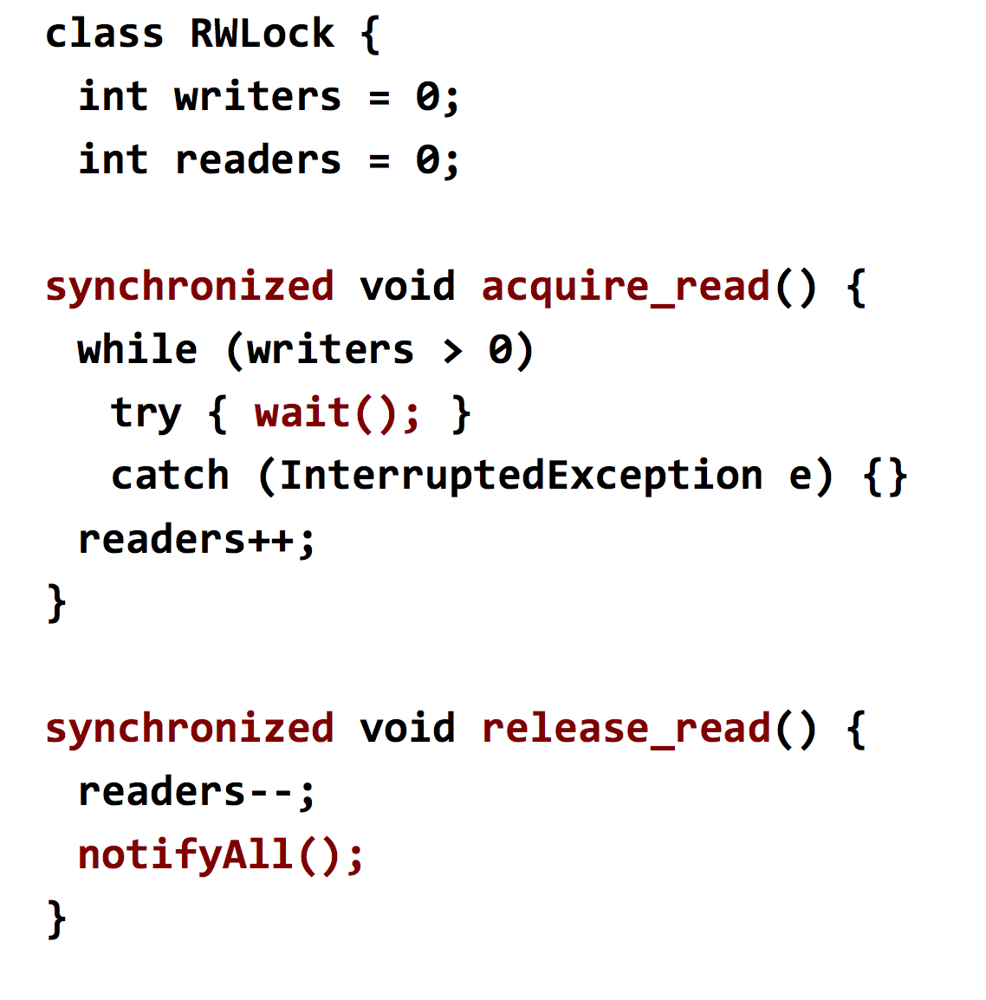 class RWLock {
int writers = 0;
int readers = 0;
synchronized void acquire_read() {
while (writers > 0)
try { wait(); }
catch (InterruptedException e) {}
readers++;
}
synchronized void release_read() {
readers--;
notifyAll();
}